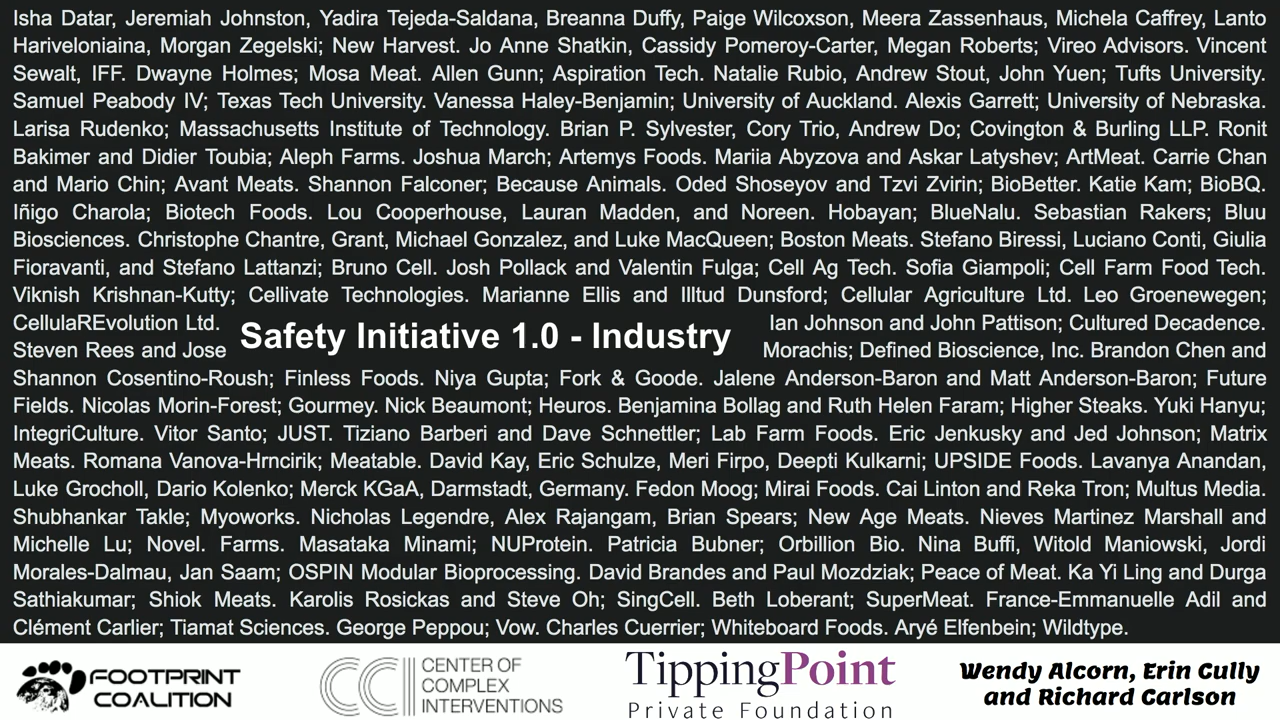 Isha Datar, Jeremiah Johnston, Yadira Tejeda-Saldana, Breanna Duffy, Paige Wilcoxson, Meera Zassenhaus, Michela Caffrey, Lanto
Hariveloniaina, Morgan Zegelski; New Harvest. Jo Anne Shatkin, Cassidy Pomeroy-Carter, Megan Roberts; Vireo Advisors. Vincent
Sewalt, IFF. Dwayne Holmes; Mosa Meat. Allen Gunn; Aspiration Tech. Natalie Rubio, Andrew Stout, John Yuen; Tufts University.
Samuel Peabody IV; Texas Tech University. Vanessa Haley-Benjamin; University of Auckland. Alexis Garrett; University of Nebraska.
Larisa Rudenko; Massachusetts Institute of Technology. Brian P. Sylvester, Cory Trio, Andrew Do; Covington & Burling LLP. Ronit
Bakimer and Didier Toubia; Aleph Farms. Joshua March; Artemys Foods. Mariia Abyzova and Askar Latyshev; ArtMeat. Carrie Chan
and Mario Chin; Avant Meats. Shannon Falconer; Because Animals. Oded Shoseyov and Tzvi Zvirin; BioBetter. Katie Kam; BioBQ.
Iñigo Charola; Biotech Foods. Lou Cooperhouse, Lauran Madden, and Noreen. Hobayan; BlueNalu. Sebastian Rakers; Bluu
Biosciences. Christophe Chantre, Grant, Michael Gonzalez, and Luke MacQueen; Boston Meats. Stefano Biressi, Luciano Conti, Giulia
Fioravanti, and Stefano Lattanzi; Bruno Cell. Josh Pollack and Valentin Fulga; Cell Ag Tech. Sofia Giampoli; Cell Farm Food Tech.
Viknish Krishnan-Kutty; Cellivate Technologies. Marianne Ellis and Illtud Dunsford; Cellular Agriculture Ltd. Leo Groenewegen;
CellulaREvolution Ltd. Ian Johnson and John Pattison; Cultured Decadence.
Safety Initiative 1.0 - Industry
Steven Rees and Jose Morachis; Defined Bioscience, Inc. Brandon Chen and
Shannon Cosentino-Roush; Finless Foods. Niya Gupta; Fork & Goode. Jalene Anderson-Baron and Matt Anderson-Baron; Future
Fields. Nicolas Morin-Forest; Gourmey. Nick Beaumont; Heuros. Benjamina Bollag and Ruth Helen Faram; Higher Steaks. Yuki Hanyu;
IntegriCulture. Vitor Santo; JUST. Tiziano Barberi and Dave Schnettler; Lab Farm Foods. Eric Jenkusky and Jed Johnson; Matrix
Meats. Romana Vanova-Hrncirik; Meatable. David Kay, Eric Schulze, Meri Firpo, Deepti Kulkarni; UPSIDE Foods. Lavanya Anandan,
Luke Grocholl, Dario Kolenko; Merck KGaA, Darmstadt, Germany. Fedon Moog; Mirai Foods. Cai Linton and Reka Tron; Multus Media.
Shubhankar Takle; Myoworks. Nicholas Legendre, Alex Rajangam, Brian Spears; New Age Meats. Nieves Martinez Marshall and
Michelle Lu; Novel. Farms. Masataka Minami; NUProtein. Patricia Bubner; Orbillion Bio. Nina Buffi, Witold Maniowski, Jordi
Morales-Dalmau, Jan Saam; OSPIN Modular Bioprocessing. David Brandes and Paul Mozdziak; Peace of Meat. Ka Yi Ling and Durga
Sathiakumar; Shiok Meats. Karolis Rosickas and Steve Oh; SingCell. Beth Loberant; SuperMeat. France-Emmanuelle Adil and
Clément Carlier; Tiamat Sciences. George Peppou; Vow. Charles Cuerrier; Whiteboard Foods. Aryé Elfenbein; Wildtype.
FOOTPRINT
COALITION
CCI
CENTER OF
COMPLEX
INTERVENTIONS
TippingPoint
Private Foundation
Wendy Alcorn, Erin Cully
and Richard Carlson